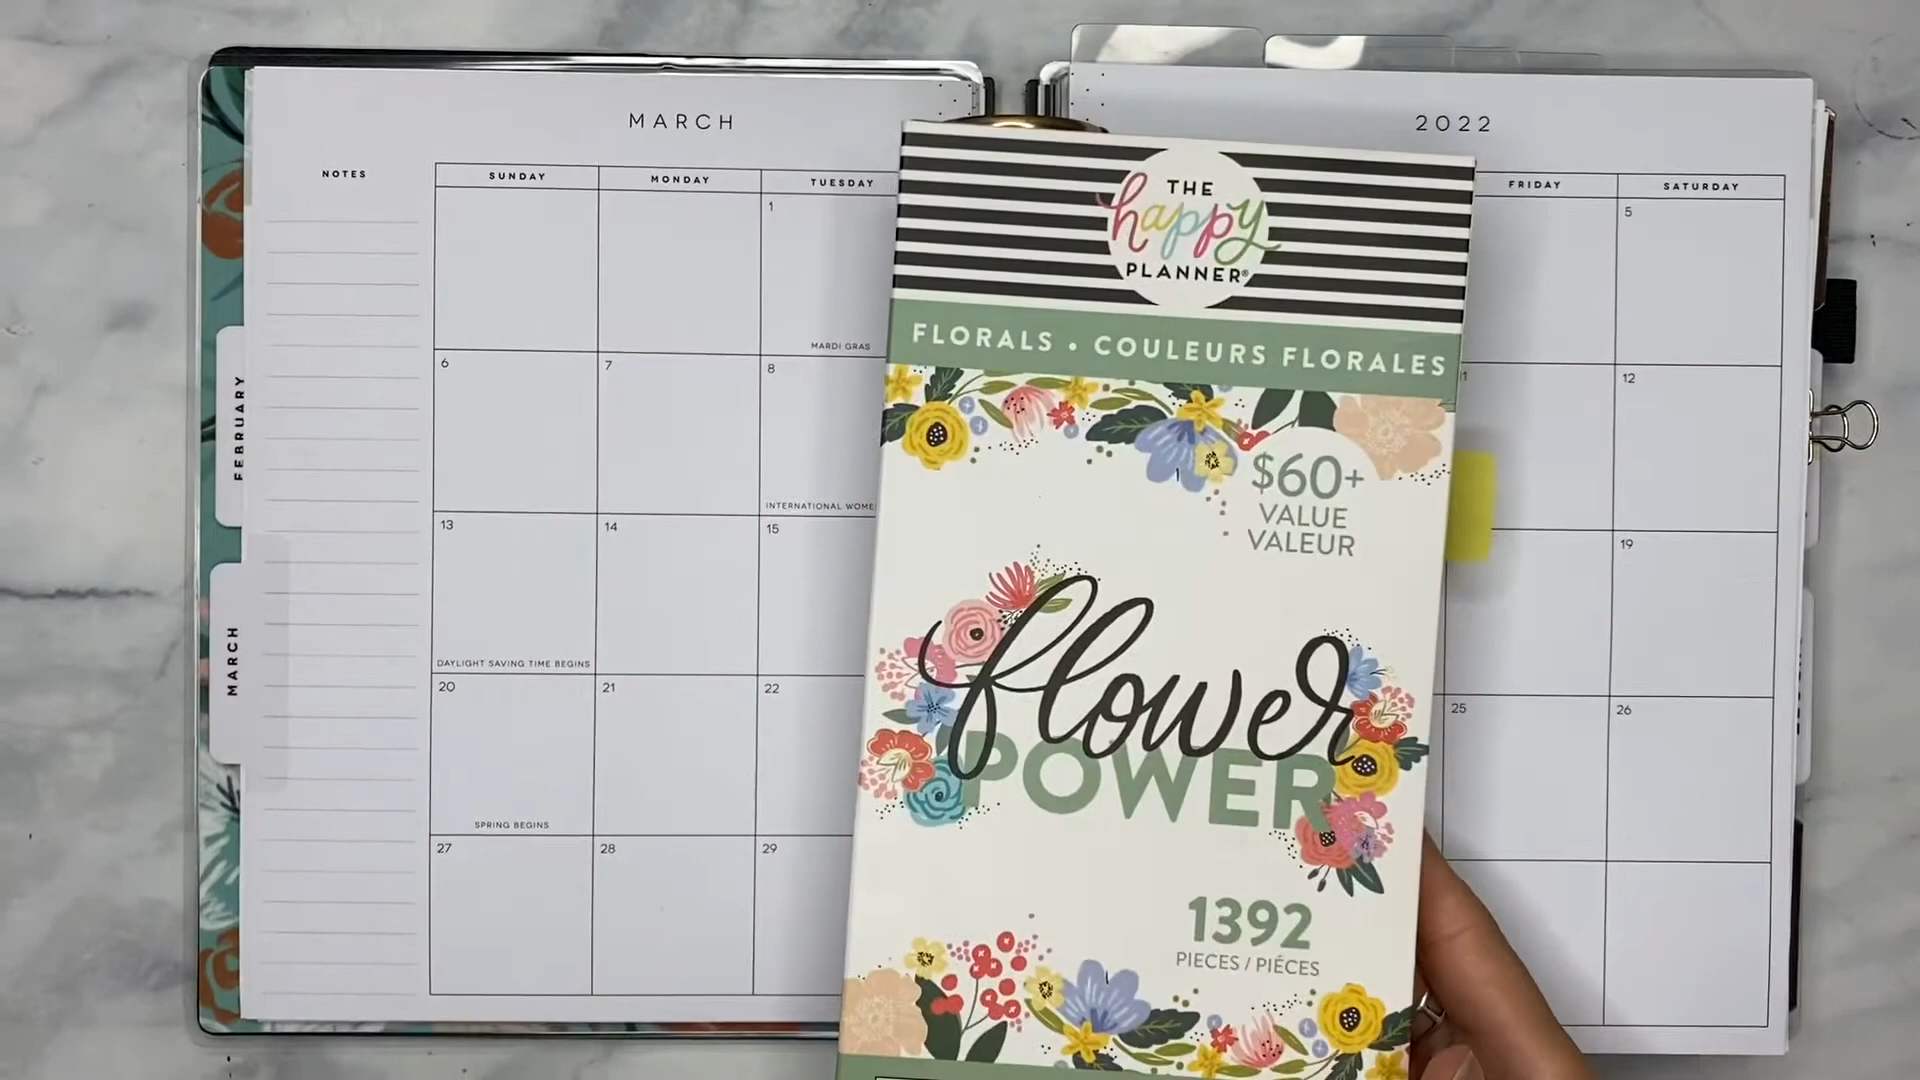 MARCH
2022
NOTES
SUNDAY
MONDAY
TUESDAY
FRIDAY
SATURDAY
1
5
MARDI GRAS
6
7
8
11
12
INTERNATIONAL
13
14
15
19
DAYLIGHT SAVING TIME BEGINS
20
21
22
25
26
SPRING BEGINS
27
28
29
FEBRUARY
MARCH
THE
happy
PLANNER®
FLORALS • COULEURS FLORALES
$60+
VALUE
VALEUR
flower
POWER
1392
PIECES / PIÉCES